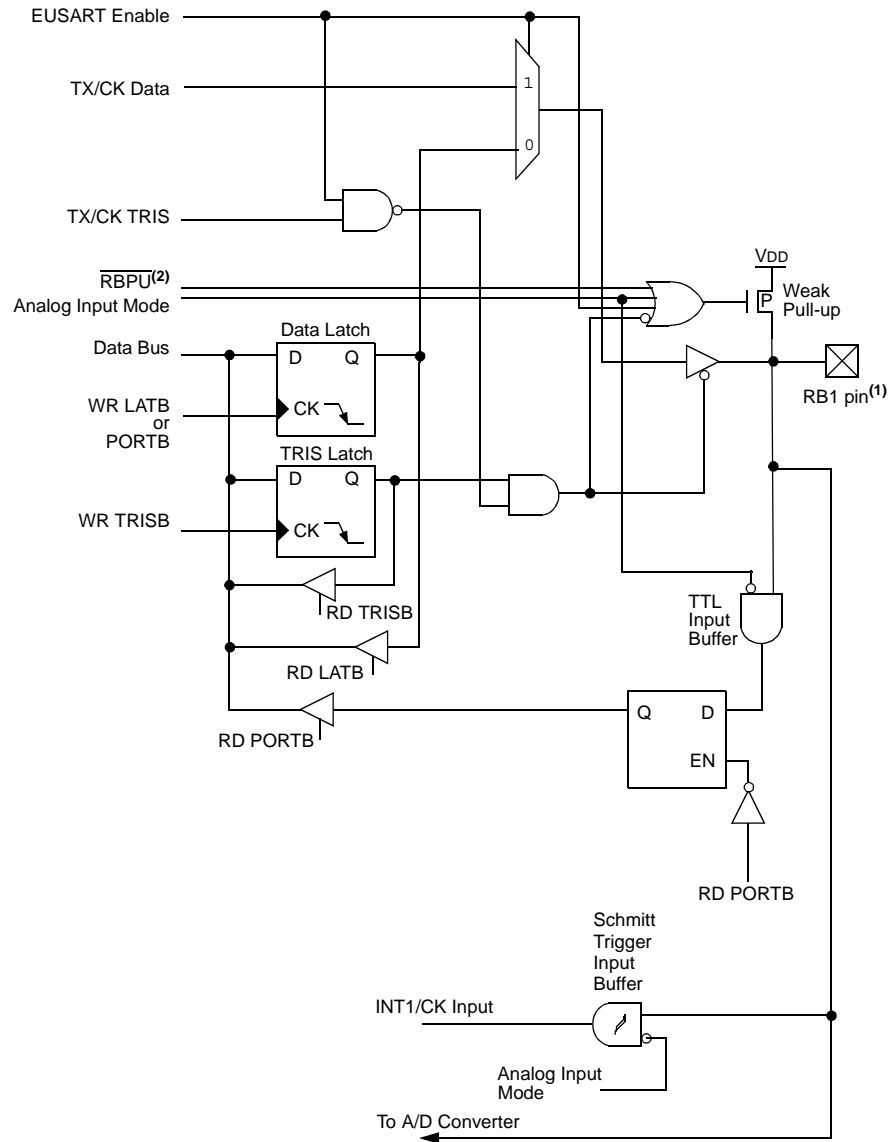 EUSART Enable
TX/CK Data
1
0
TX/CK TRIS
RBPU(2)
Analog Input Mode
VDD
P
Weak
Pull-up
Data Latch
Data Bus
D Q
WR LATB
or
PORTB
CK
RB1 pin(1)
TRIS Latch
D Q
WR TRISB
CK
RD TRISB
TTL
Input
Buffer
RD LATB
Q D
RD PORTB
EN
RD PORTB
Schmitt
Trigger
Input
Buffer
INT1/CK Input
Analog Input
Mode
To A/D Converter